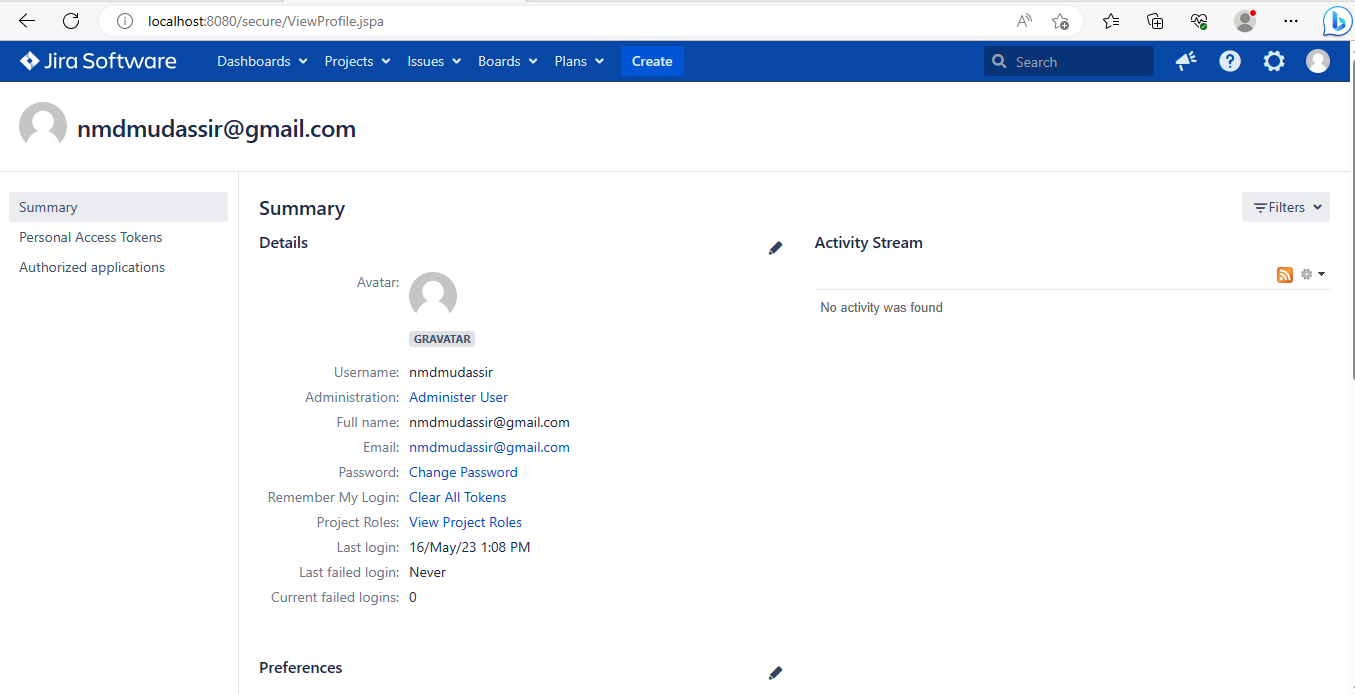 localhost:8080/secure/ViewProfile.jspa
Jira Software Dashboards Projects Issues Boards Plans Create Search
nmdmudassir@gmail.com
Summary
Personal Access Tokens
Authorized applications
Summary
Filters
Details
Avatar:
GRAVATAR
Username: nmdmudassir
Administration: Administer User
Full name: nmdmudassir@gmail.com
Email: nmdmudassir@gmail.com
Password: Change Password
Remember My Login: Clear All Tokens
Project Roles: View Project Roles
Last login: 16/May/23 1:08 PM
Last failed login: Never
Current failed logins: 0
Preferences
Activity Stream
No activity was found